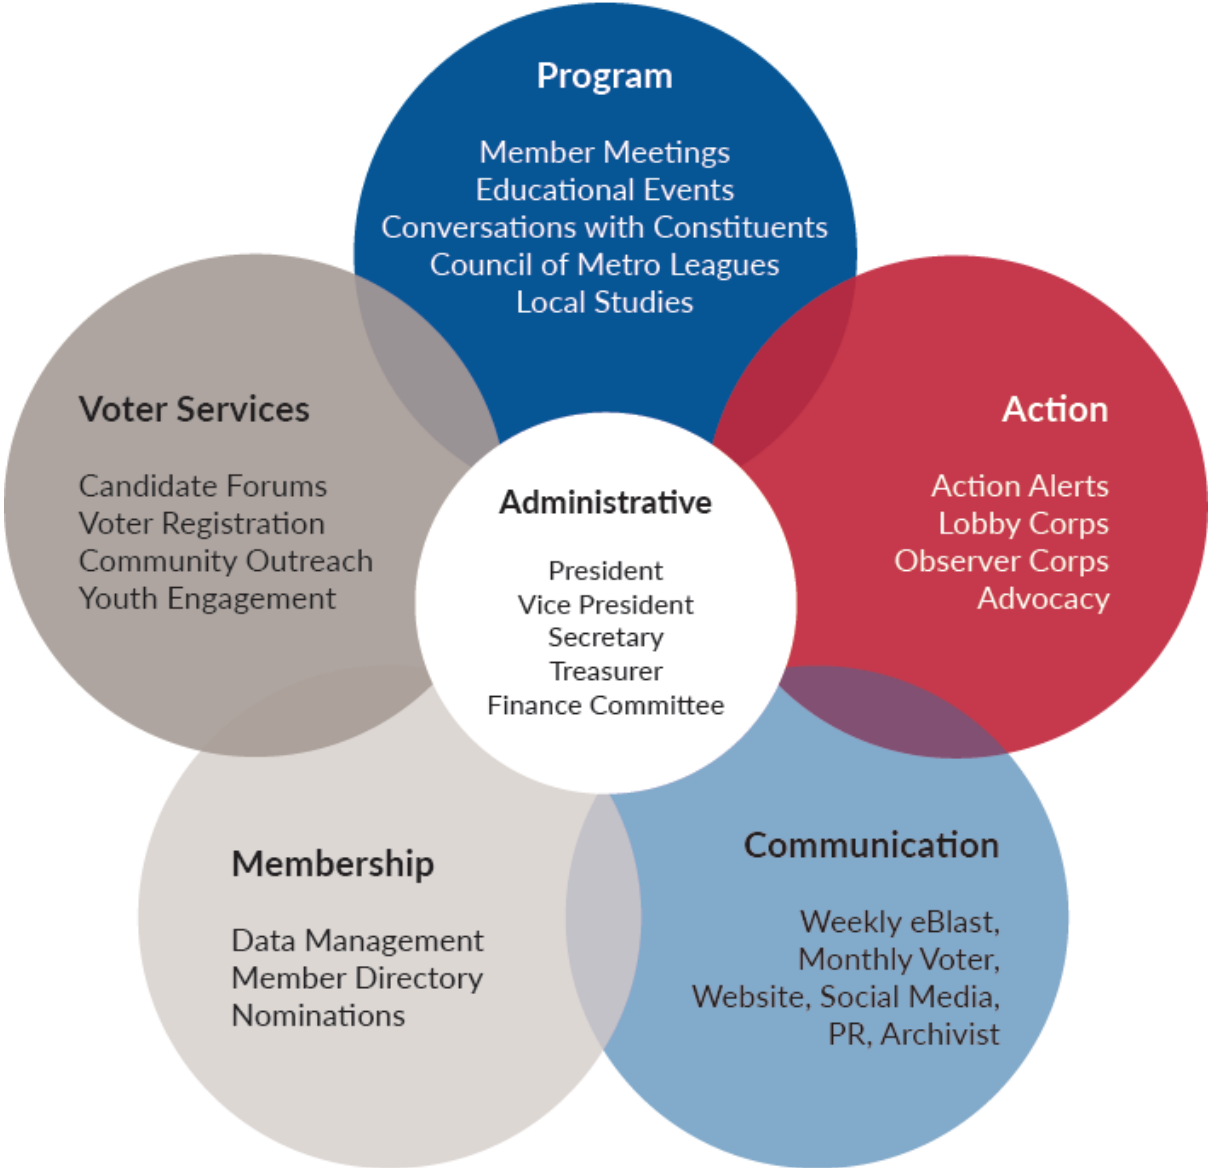 Program
Member Meetings
Educational Events
Conversations with Constituents
Council of Metro Leagues
Local Studies
Voter Services
Candidate Forums
Voter Registration
Community Outreach
Youth Engagement
Action
Action Alerts
Lobby Corps
Observer Corps
Advocacy
Administrative
President
Vice President
Secretary
Treasurer
Finance Committee
Membership
Data Management
Member Directory
Nominations
Communication
Weekly eBlast,
Monthly Voter,
Website, Social Media,
PR, Archivist